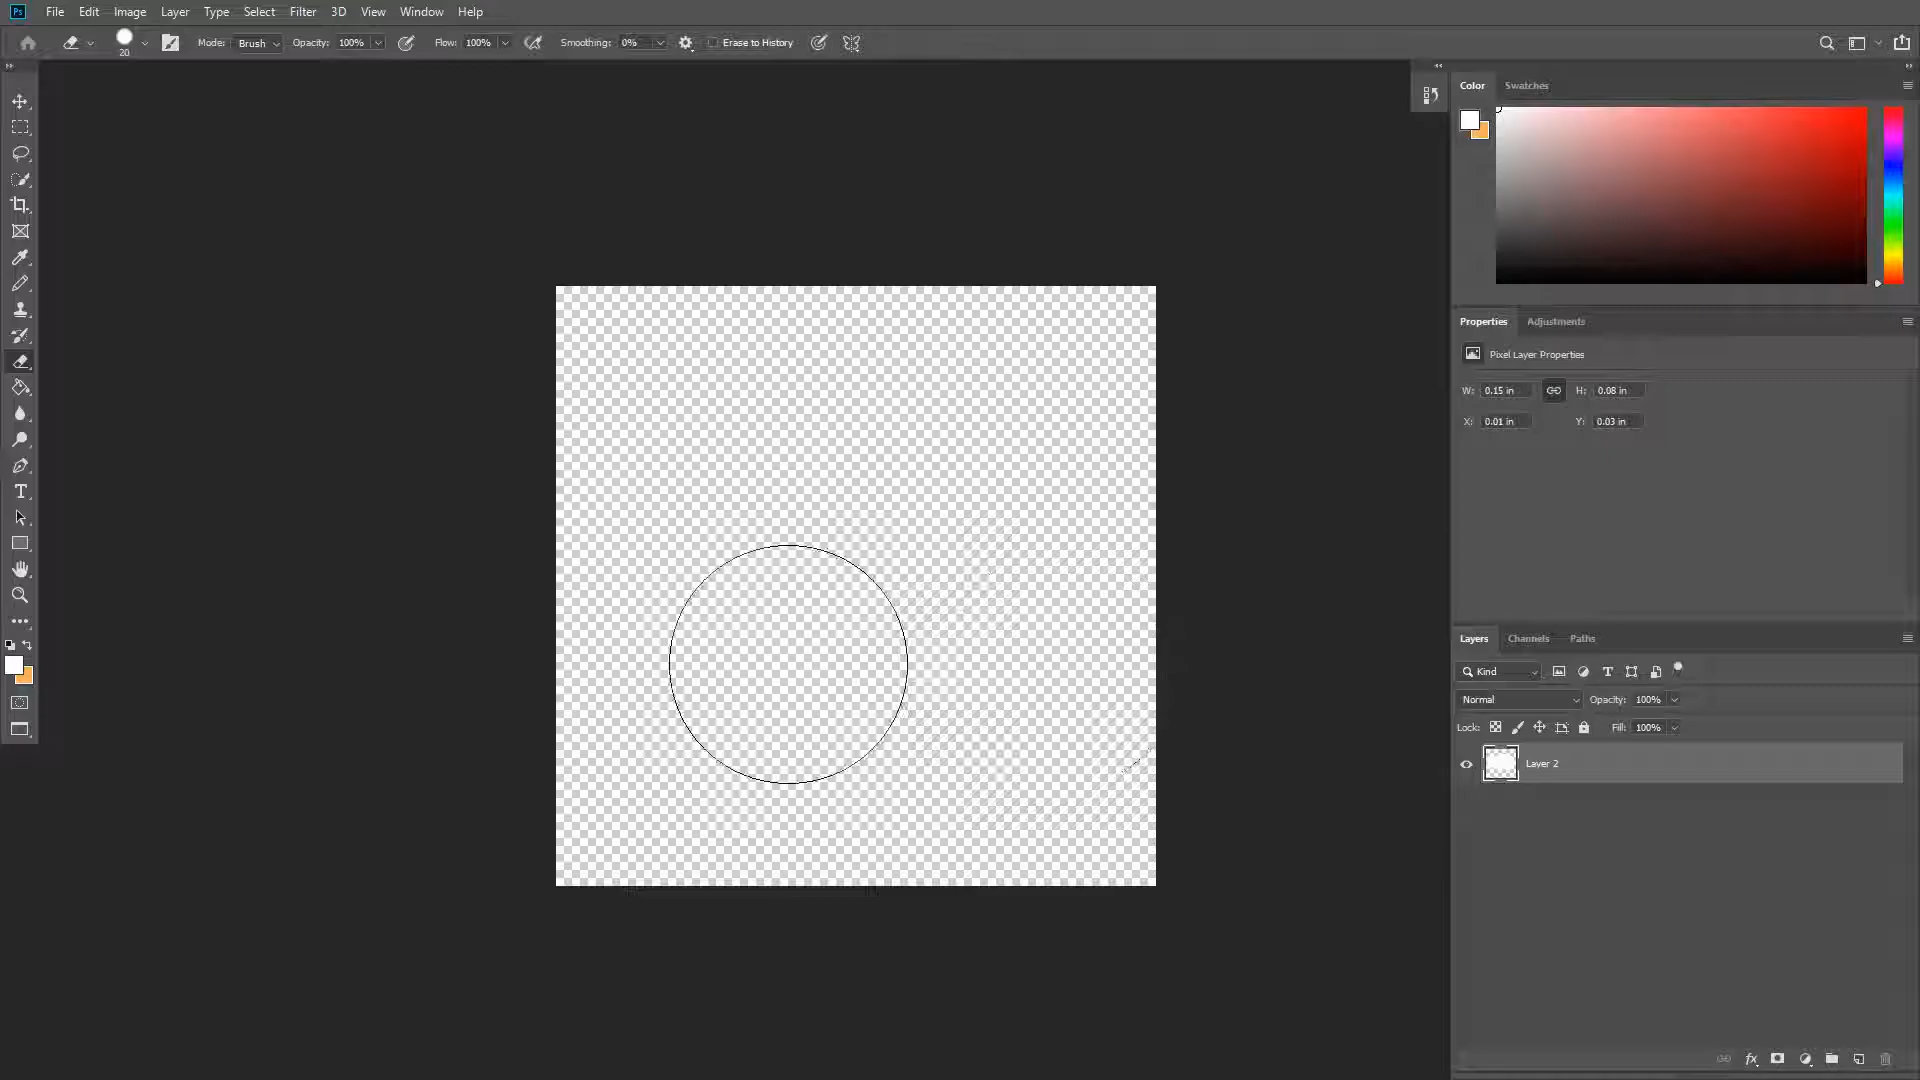 Ps File Edit Image Layer Type Select Filter 3D View Window Help
20 Mode: Brush Opacity: 100% Flow: 100% Smoothing: 0% Erase to History
Color Swatches
Properties Adjustments
Pixel Layer Properties
W: 0.15 in H: 0.08 in
X: 0.01 in Y: 0.03 in
T
Layers Channels Paths
Kind T
Normal Opacity: 100%
Lock: Fill: 100%
Layer 2
fx